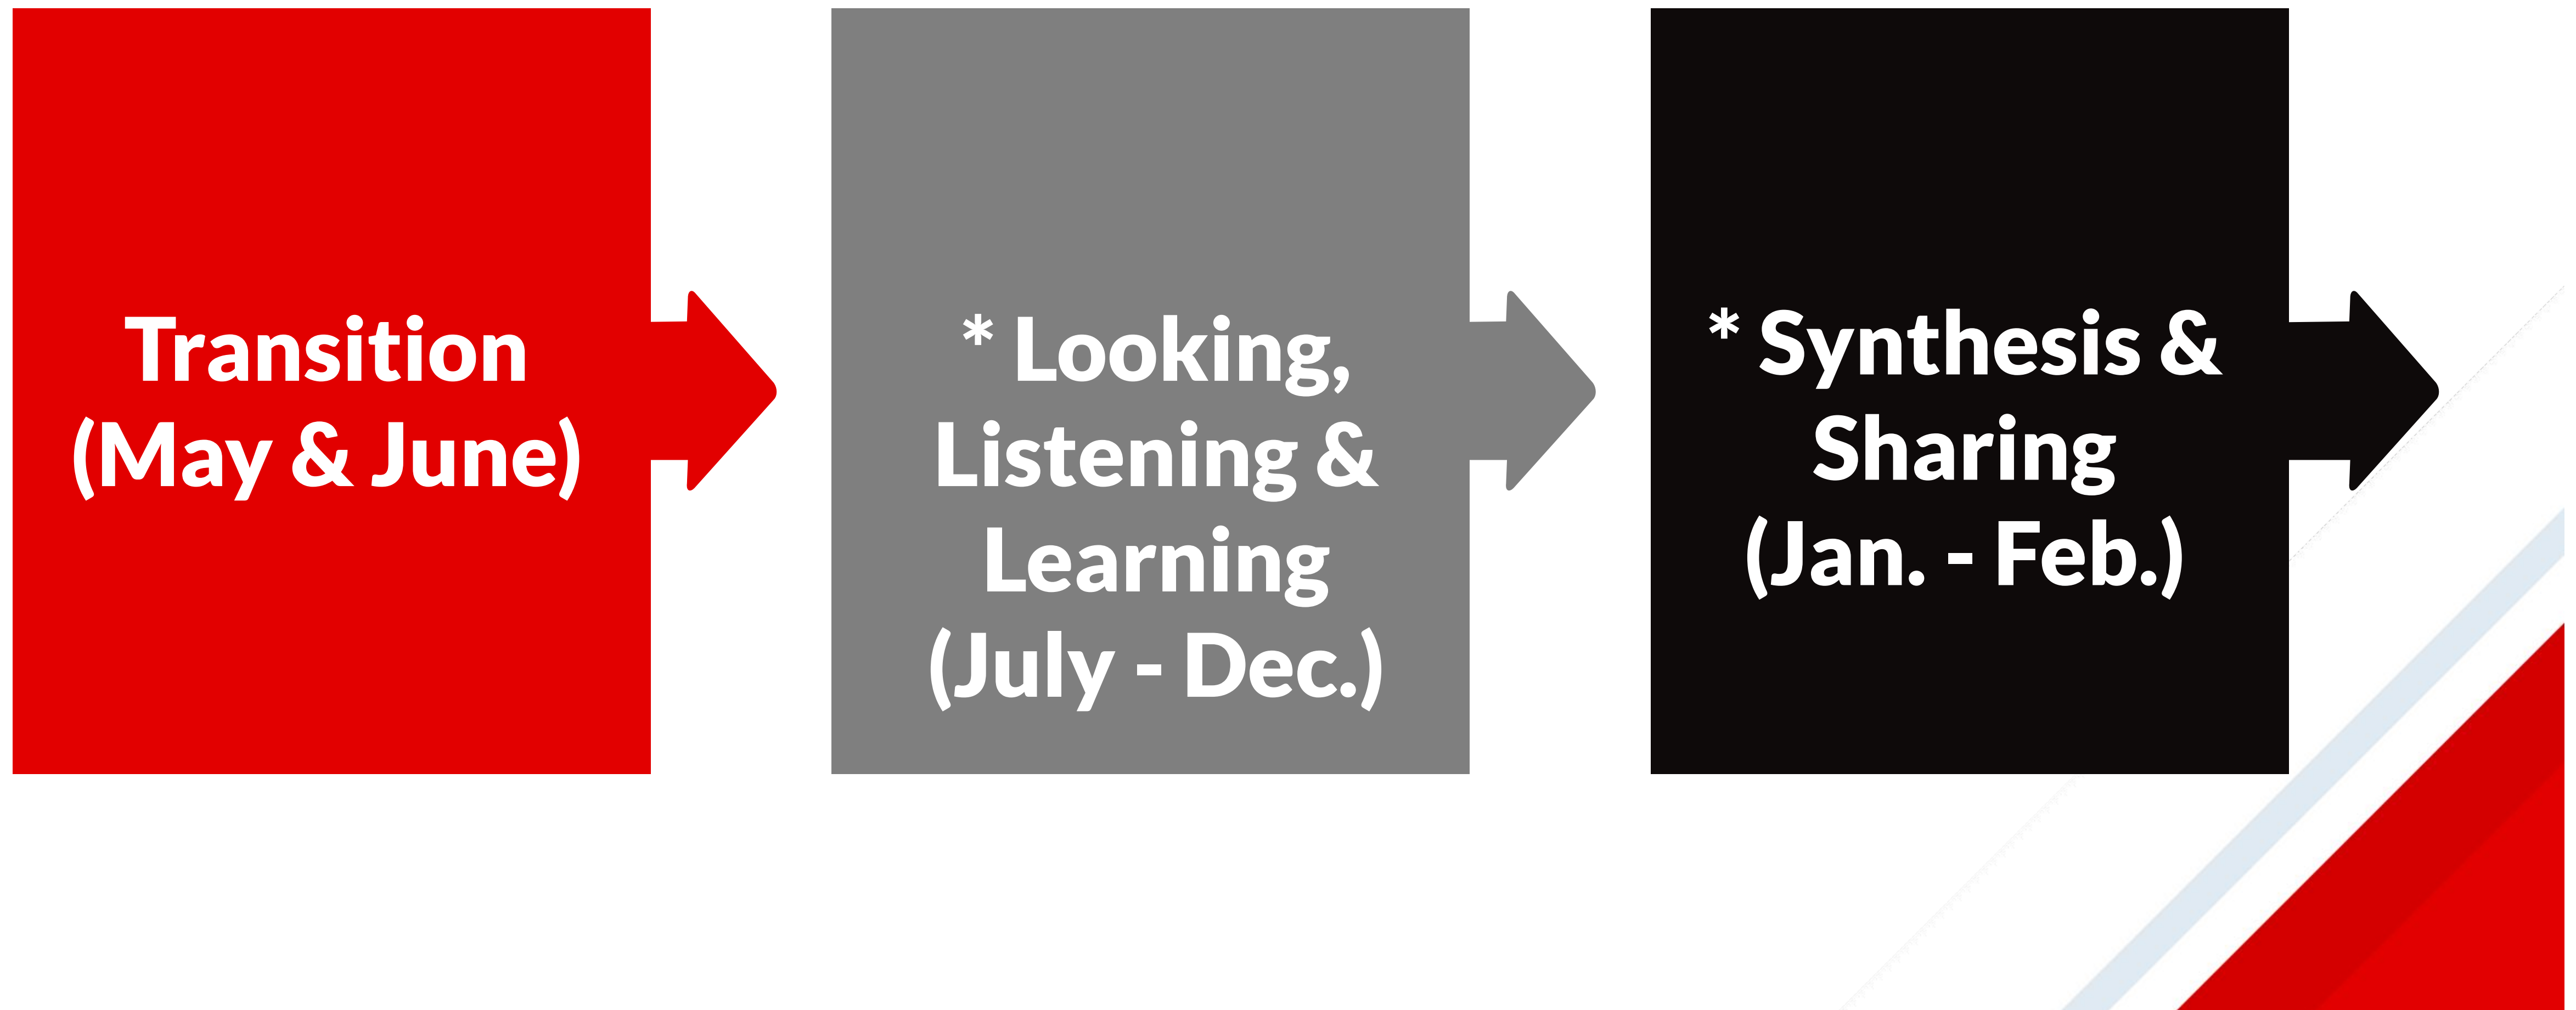 Transition
(May & June)
* Looking,
Listening &
Learning
(July - Dec.)
* Synthesis &
Sharing
(Jan. - Feb.)